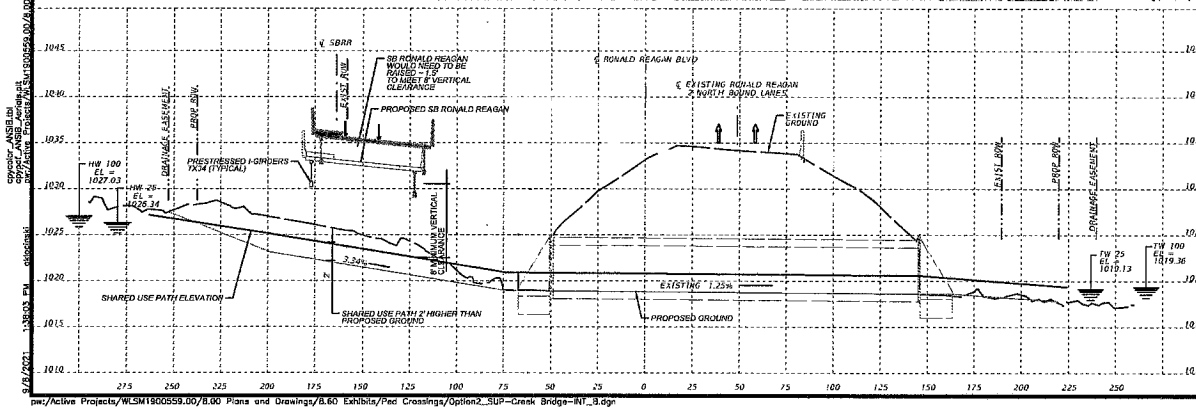 1045
1040
1035
1030
1025
1020
1015
1010
℄ SBRR
EXIST ROW
SB RONALD REAGAN
WOULD NEED TO BE
RAISED ~ 1.5'
TO MEET 8' VERTICAL
CLEARANCE
PROPOSED SB RONALD REAGAN
PRESTRESSED I-GIRDERS
TX34 (TYPICAL)
DRAINAGE EASEMENT
PROP ROW
HW 100
EL =
1027.03
HW 25
EL =
1026.34
8' MINIMUM VERTICAL
CLEARANCE
2'
3.34%
SHARED USE PATH ELEVATION
SHARED USE PATH 2' HIGHER THAN
PROPOSED GROUND
℄ RONALD REAGAN BLVD
℄ EXISTING RONALD REAGAN
2 NORTH BOUND LANES
EXISTING
GROUND
EXISTING 1.25%
PROPOSED GROUND
EXIST ROW
PROP ROW
DRAINAGE EASEMENT
TW 25
EL =
TW 100
EL =
1019.36
275 250 225 200 175 150 125 100 75 50 25 0 25 50 75 100 125 150 175 200 225 250
9/8/2021
pw:/Active Projects/WLSM1900559.00/8.00 Plans and Drawings/8.60 Exhibits/Ped Crossings/Option2_SUP-Creek Bridge-INT_B.dgn